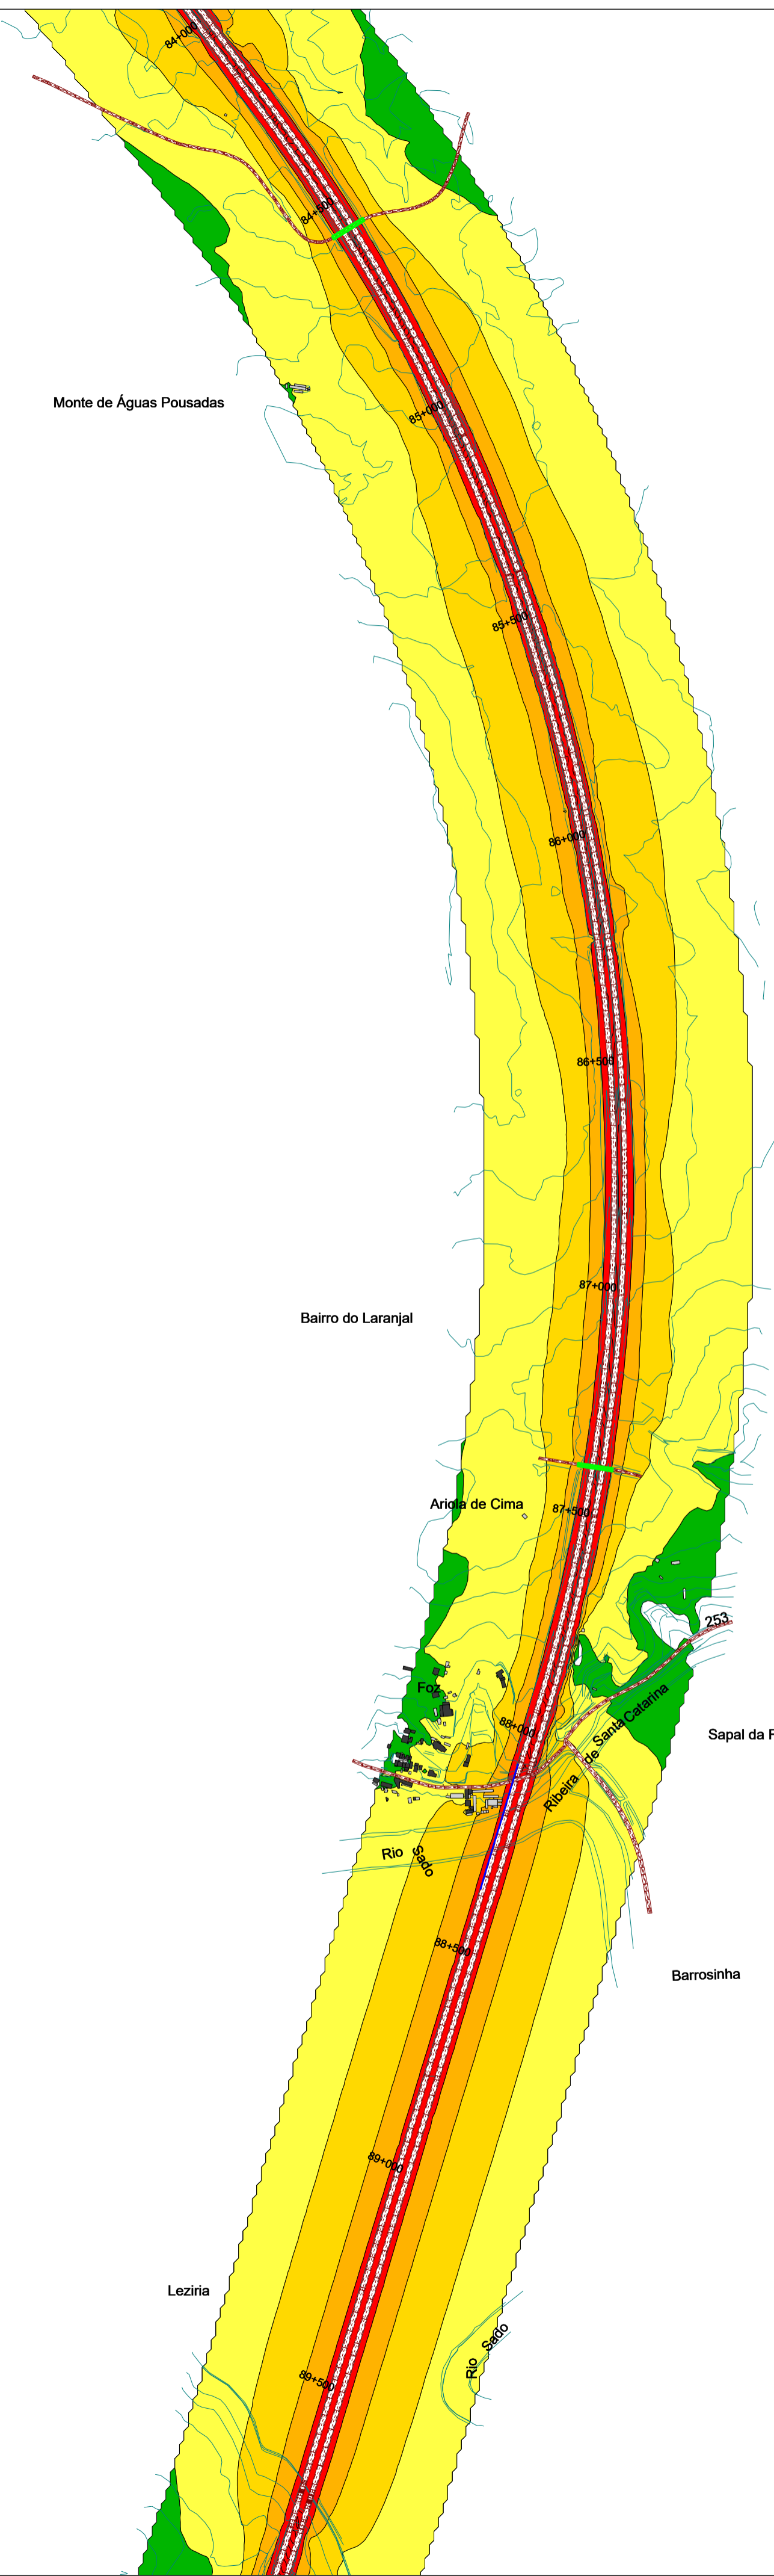 84+000
84+500
Monte de Águas Pousadas
85+000
85+500
86+000
86+500
87+000
Bairro do Laranjal
Ariola de Cima
87+500
253
Foz
88+000
Ribeira de Santa Catarina
Sapal da F
Rio Sado
88+500
Barrosinha
89+000
Leziria
Rio Sado
89+500